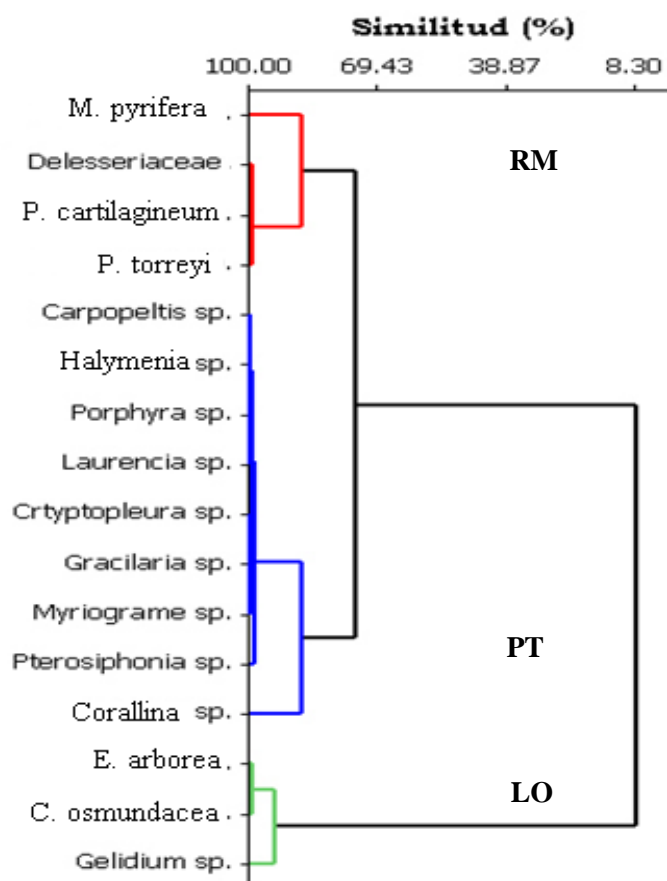 Similitud (%)
100.00 69.43 38.87 8.30
M. pyrifera
Delesseriaceae
RM
P. cartilagineum
P. torreyi
Carpopeltis sp.
Halymenia sp.
Porphyra sp.
Laurencia sp.
Crtyptopleura sp.
Gracilaria sp.
Myriograme sp.
PT
Pterosiphonia sp.
Corallina sp.
E. arborea
LO
C. osmundacea
Gelidium sp.